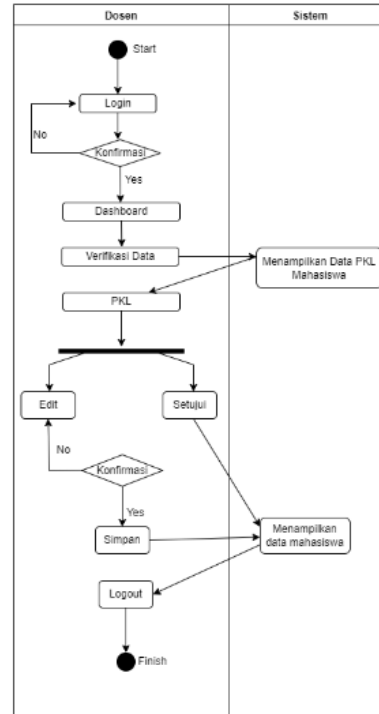 Dosen
Sistem
Start
Login
No
Konfirmasi
Yes
Dashboard
Verifikasi Data
Menampilkan Data PKL
Mahasiswa
PKL
Edit
Setujui
No
Konfirmasi
Yes
Simpan
Menampilkan
data mahasiswa
Logout
Finish